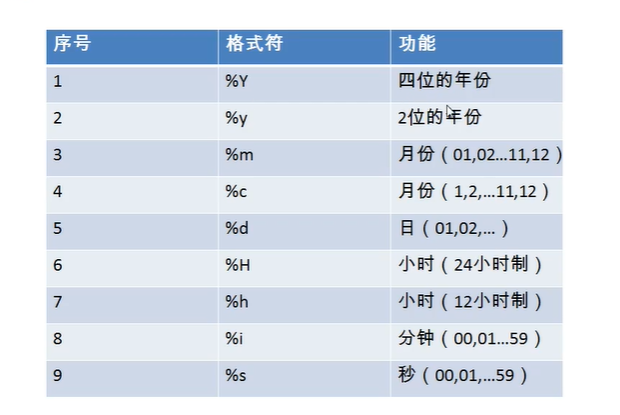 序号 格式符 功能
1 %Y 四位的年份
2 %y 2位的年份
3 %m 月份（01,02…11,12）
4 %c 月份（1,2,…11,12）
5 %d 日（01,02,…）
6 %H 小时（24小时制）
7 %h 小时（12小时制）
8 %i 分钟（00,01…59）
9 %s 秒（00,01,…59）